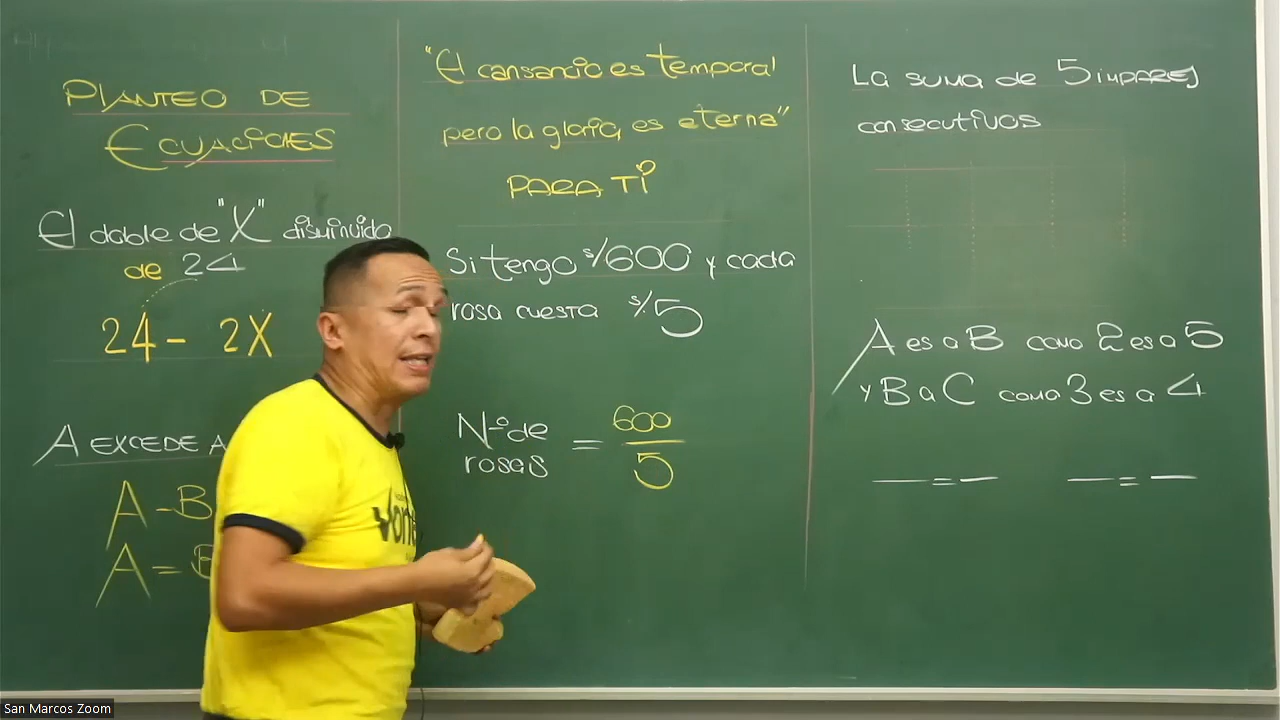 PLANTEO DE
ECUACIONES
El doble de "X" disminuido
de 24
24 - 2X
A EXCEDE A
A - B
A = B
"El cansancio es temporal
pero la gloria es eterna"
PARA TI
Si tengo s/600 y cada
rosa cuesta s/.5
N° de
rosas
=
600
5
La suma de 5 impares
consecutivos
A es a B como 2 es a 5
y B a C como 3 es a 4
= =
San Marcos Zoom